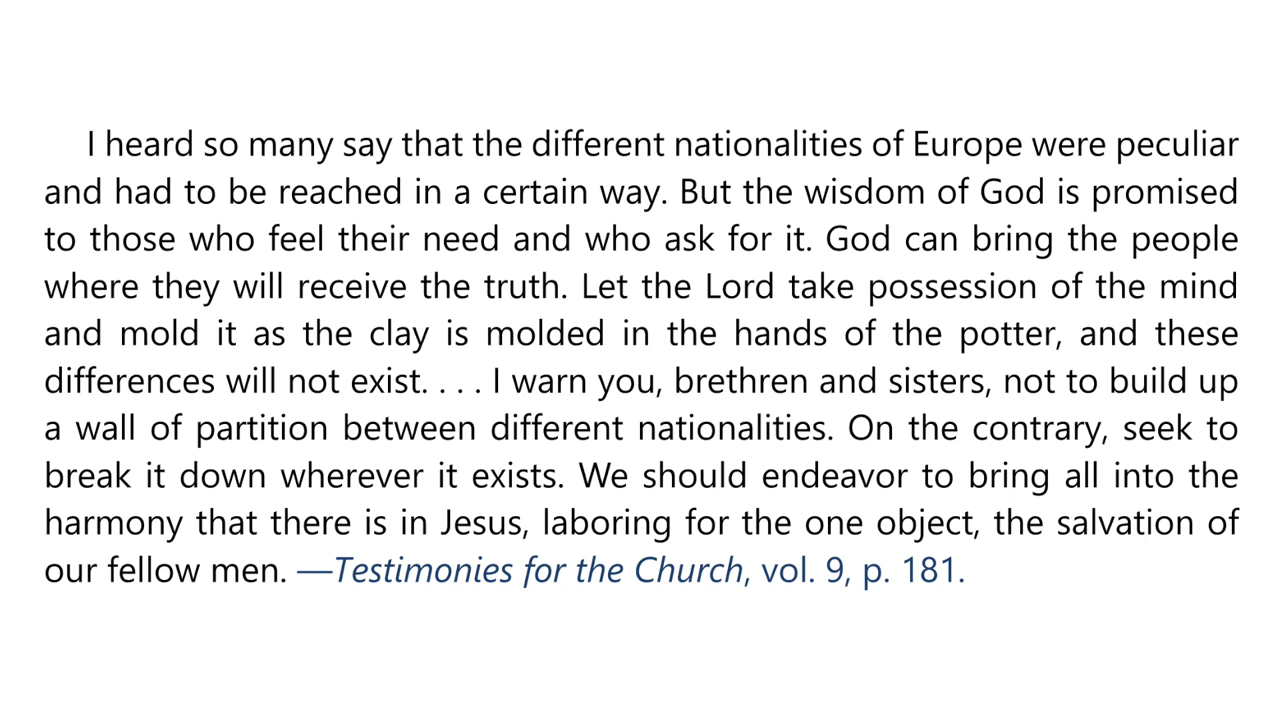 I heard so many say that the different nationalities of Europe were peculiar
and had to be reached in a certain way. But the wisdom of God is promised
to those who feel their need and who ask for it. God can bring the people
where they will receive the truth. Let the Lord take possession of the mind
and mold it as the clay is molded in the hands of the potter, and these
differences will not exist. . . . I warn you, brethren and sisters, not to build up
a wall of partition between different nationalities. On the contrary, seek to
break it down wherever it exists. We should endeavor to bring all into the
harmony that there is in Jesus, laboring for the one object, the salvation of
our fellow men. —Testimonies for the Church, vol. 9, p. 181.